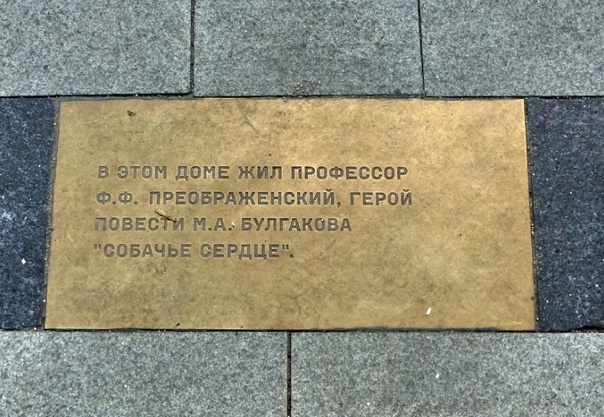 В ЭТОМ ДОМЕ ЖИЛ ПРОФЕССОР
Ф.Ф. ПРЕОБРАЖЕНСКИЙ, ГЕРОЙ
ПОВЕСТИ М.А. БУЛГАКОВА
"СОБАЧЬЕ СЕРДЦЕ".